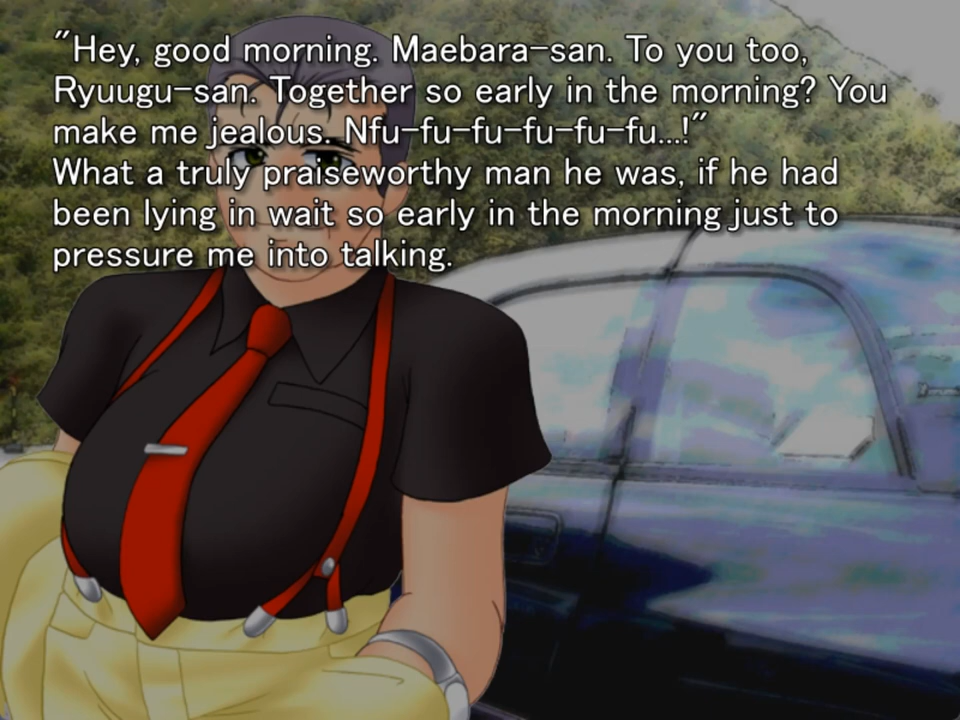 "Hey, good morning. Maebara-san. To you too,
Ryuugu-san. Together so early in the morning? You
make me jealous. Nfu-fu-fu-fu-fu-fu...!"
What a truly praiseworthy man he was, if he had
been lying in wait so early in the morning just to
pressure me into talking.